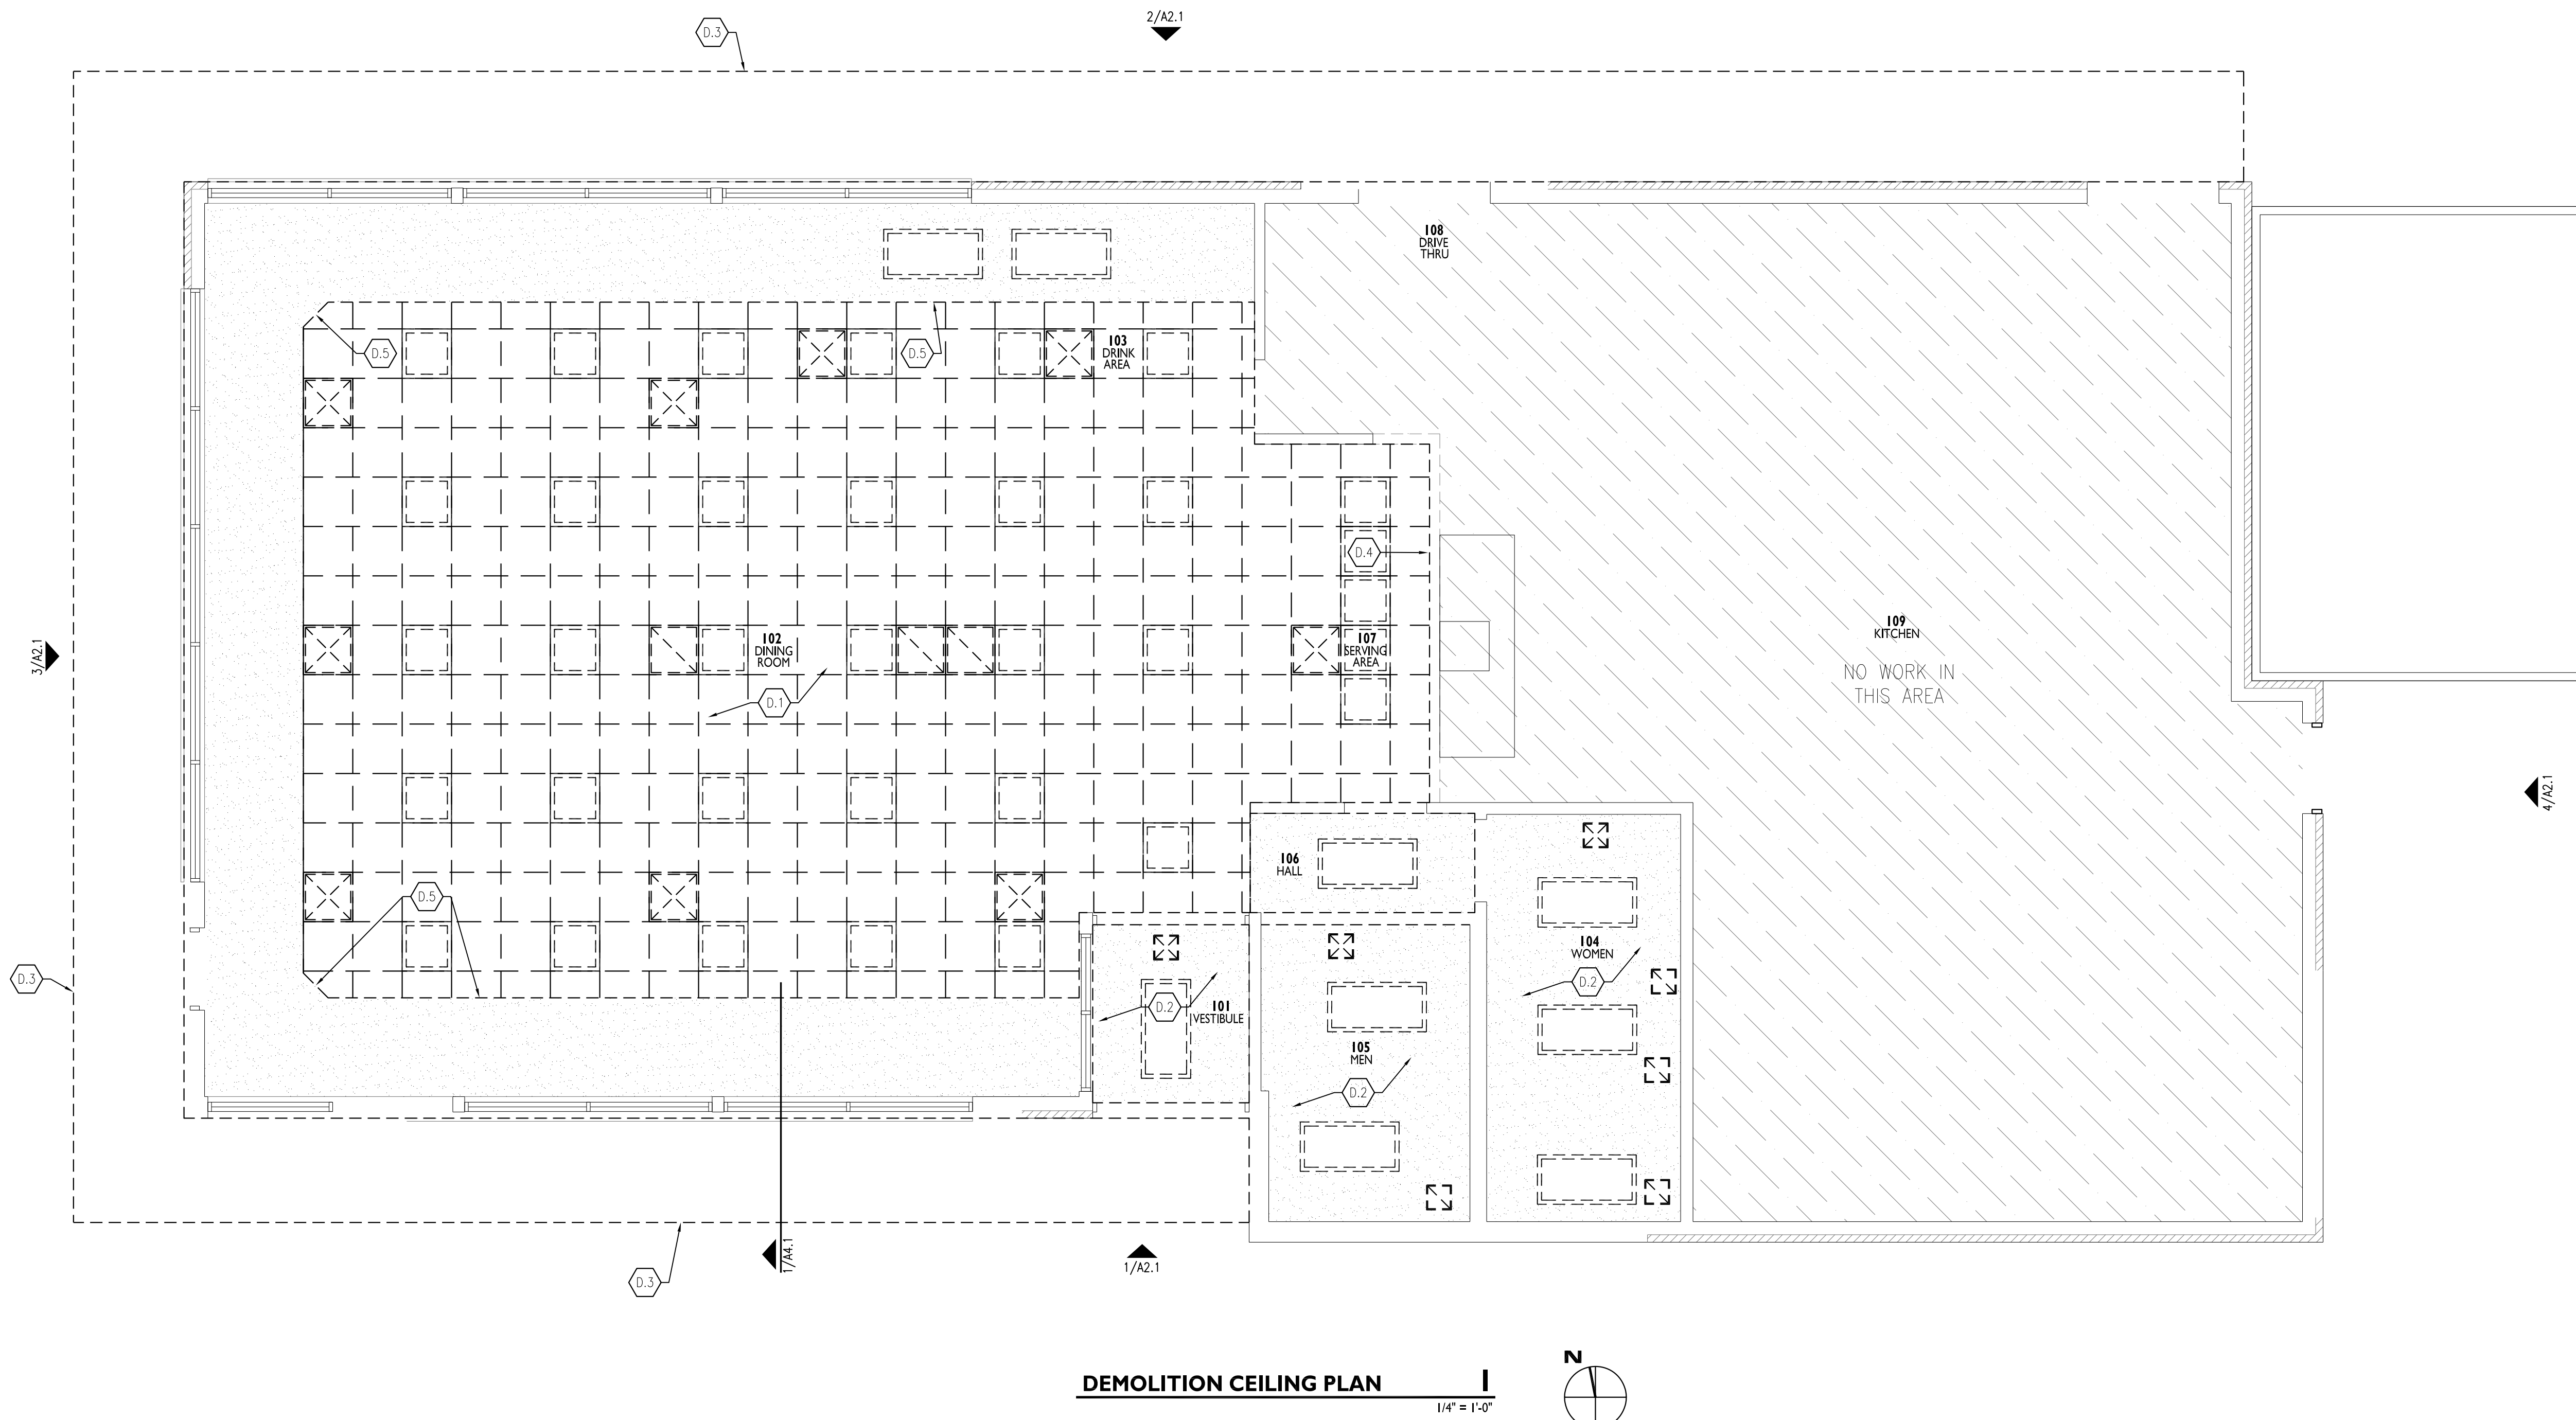 2/A2.1
D.3
108
DRIVE
THRU
D.5
D.5
103
DRINK
AREA
D.4
109
KITCHEN
3/A2.1
102
DINING
ROOM
107
SERVING
AREA
NO WORK IN
THIS AREA
D.1
4/A2.1
106
HALL
D.5
104
WOMEN
D.3
D.2
D.2
101
VESTIBULE
105
MEN
D.2
1/A4.1
1/A2.1
D.3
N
DEMOLITION CEILING PLAN 1
1/4" = 1'-0"